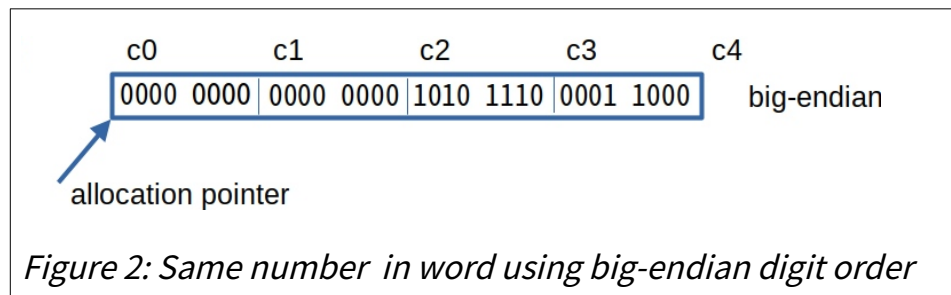 c0 c1 c2 c3 c4
0000 0000 0000 0000 1010 1110 0001 1000 big-endian
allocation pointer
Figure 2: Same number in word using big-endian digit order